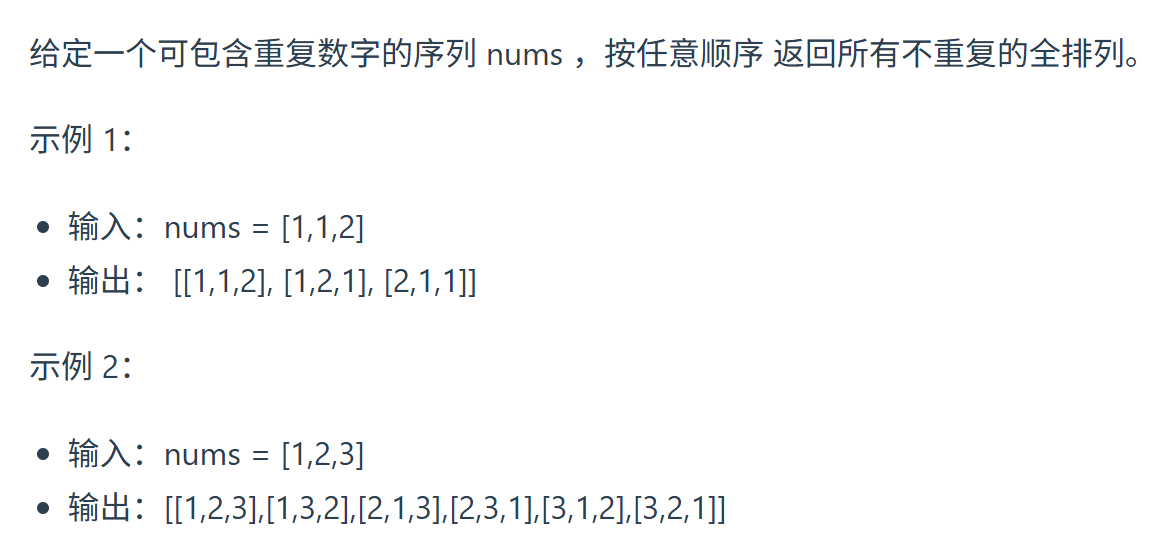 给定一个可包含重复数字的序列 nums ，按任意顺序 返回所有不重复的全排列。
示例 1：
• 输入：nums = [1,1,2]
• 输出： [[1,1,2], [1,2,1], [2,1,1]]
示例 2：
• 输入：nums = [1,2,3]
• 输出：[[1,2,3],[1,3,2],[2,1,3],[2,3,1],[3,1,2],[3,2,1]]